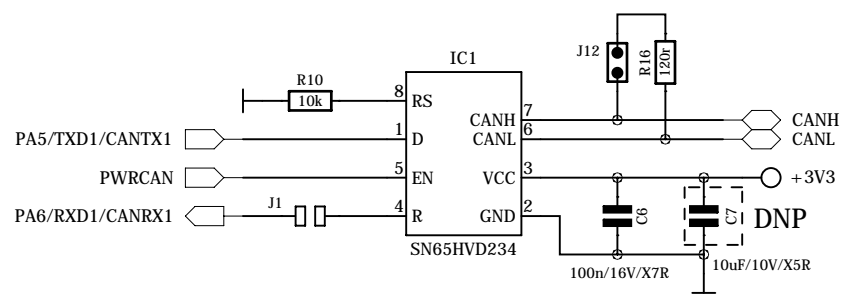 IC1
J12
R16
120r
R10
10k
8
RS
CANH
7
CANH
PA5/TXD1/CANTX1
1
D
CANL
6
CANL
PWRCAN
5
EN
VCC
3
+3V3
PA6/RXD1/CANRX1
J1
4
R
GND
2
C6
C7
DNP
SN65HVD234
100n/16V/X7R
10uF/10V/X5R